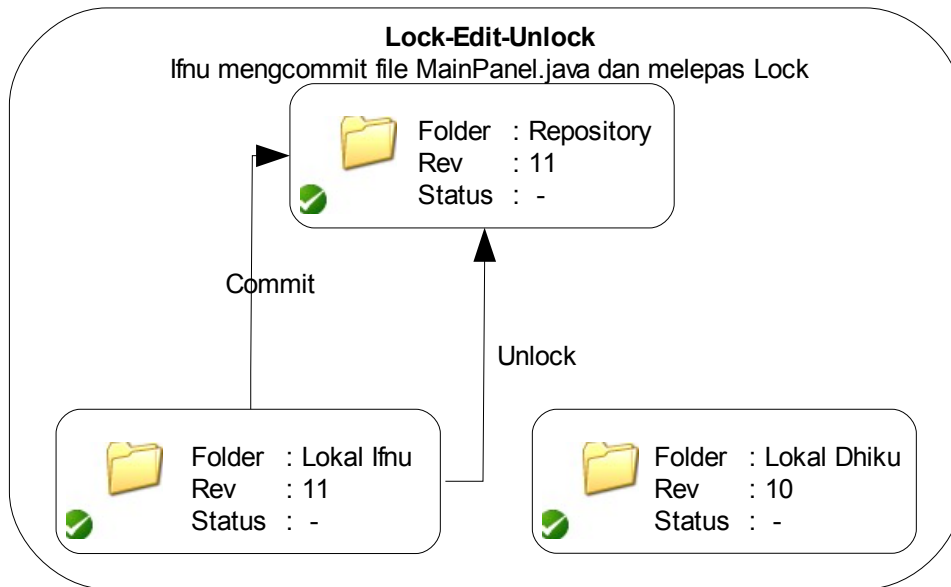 Lock-Edit-Unlock
Ifnu mengcommit file MainPanel.java dan melepas Lock
Folder : Repository
Rev : 11
Status : -
Commit
Unlock
Folder : Lokal Ifnu
Rev : 11
Status : -
Folder : Lokal Dhiku
Rev : 10
Status : -